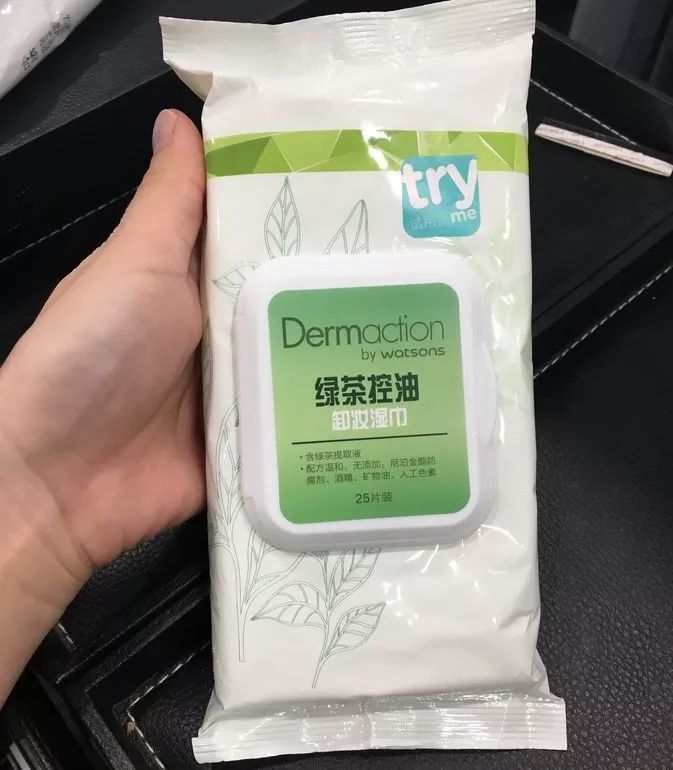 try
me
Dermaction
by watsons
绿茶控油
卸妆湿巾
·含绿茶提取液
·配方温和、无添加：尼泊金酯防
腐剂、酒精、矿物油、人工色素
25片装